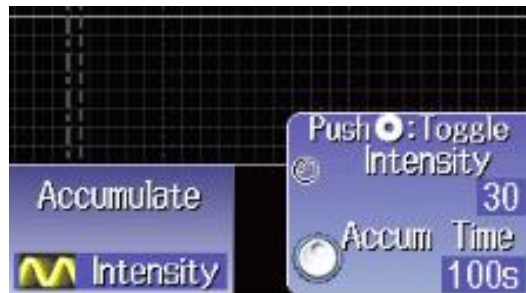 Push :Toggle
Intensity
30
Accumulate
Accum Time
Intensity
100s